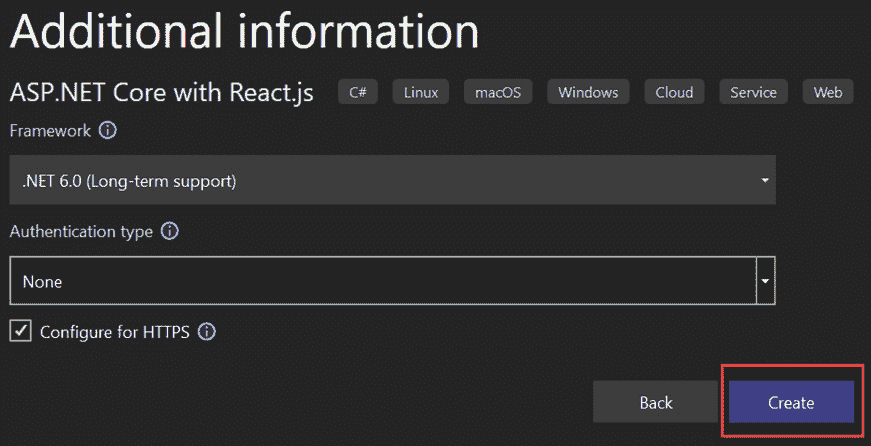 Additional information
ASP.NET Core with React.js C# Linux macOS Windows Cloud Service Web
Framework
.NET 6.0 (Long-term support)
Authentication type
None
Configure for HTTPS
Back Create